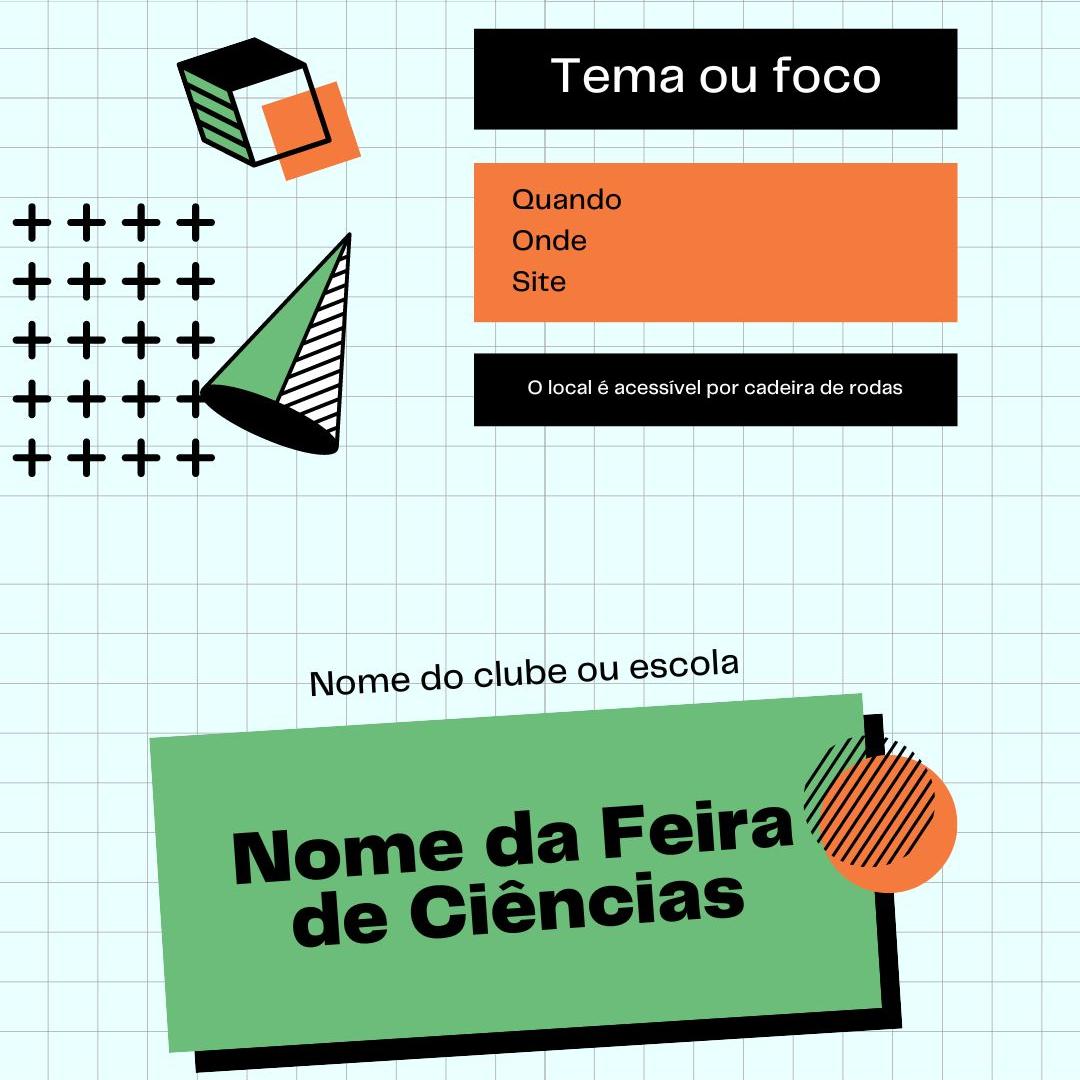 Tema ou foco
Quando
Onde
Site
O local é acessível por cadeira de rodas
Nome do clube ou escola
Nome da Feira
de Ciências